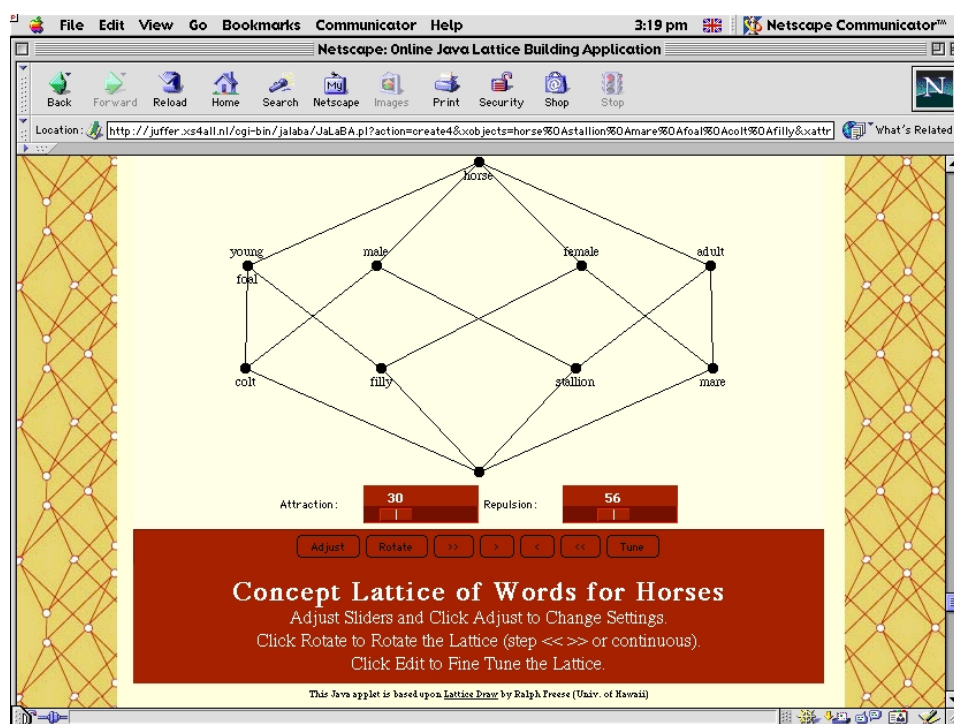 File Edit View Go Bookmarks Communicator Help 3:19 pm Netscape Communicator™
Netscape: Online Java Lattice Building Application
Back Forward Reload Home Search Netscape Images Print Security Shop Stop
My
N
Location: http://juffer.xs4all.nl/cgi-bin/jalaba/JaLaBA.pl?action=create4&xobjects=horse%0Astallion%0Amare%0Afoal%0Acolt%0Afilly&xattr What's Related
horse
young male female adult
foal
colt filly stallion mare
Attraction: 30 Repulsion: 56
Adjust Rotate >> > < << Tune
Concept Lattice of Words for Horses
Adjust Sliders and Click Adjust to Change Settings.
Click Rotate to Rotate the Lattice (step << >> or continuous).
Click Edit to Fine Tune the Lattice.
This Java applet is based upon Lattice Draw by Ralph Freese (Univ. of Hawaii)